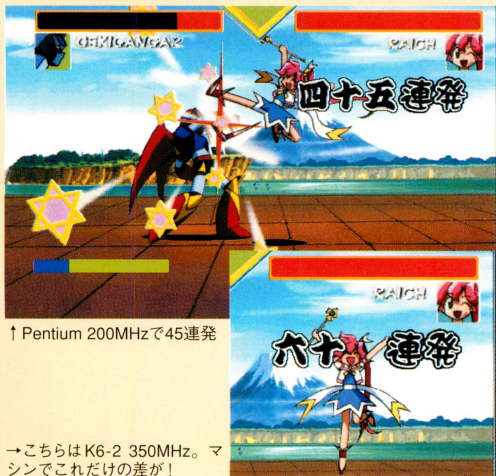 GEKIGANGAR
RAICH
四十五連発
↑Pentium 200MHzで45連発
RAICH
六十 連発
→こちらはK6-2 350MHz。マ
シンでこれだけの差が！